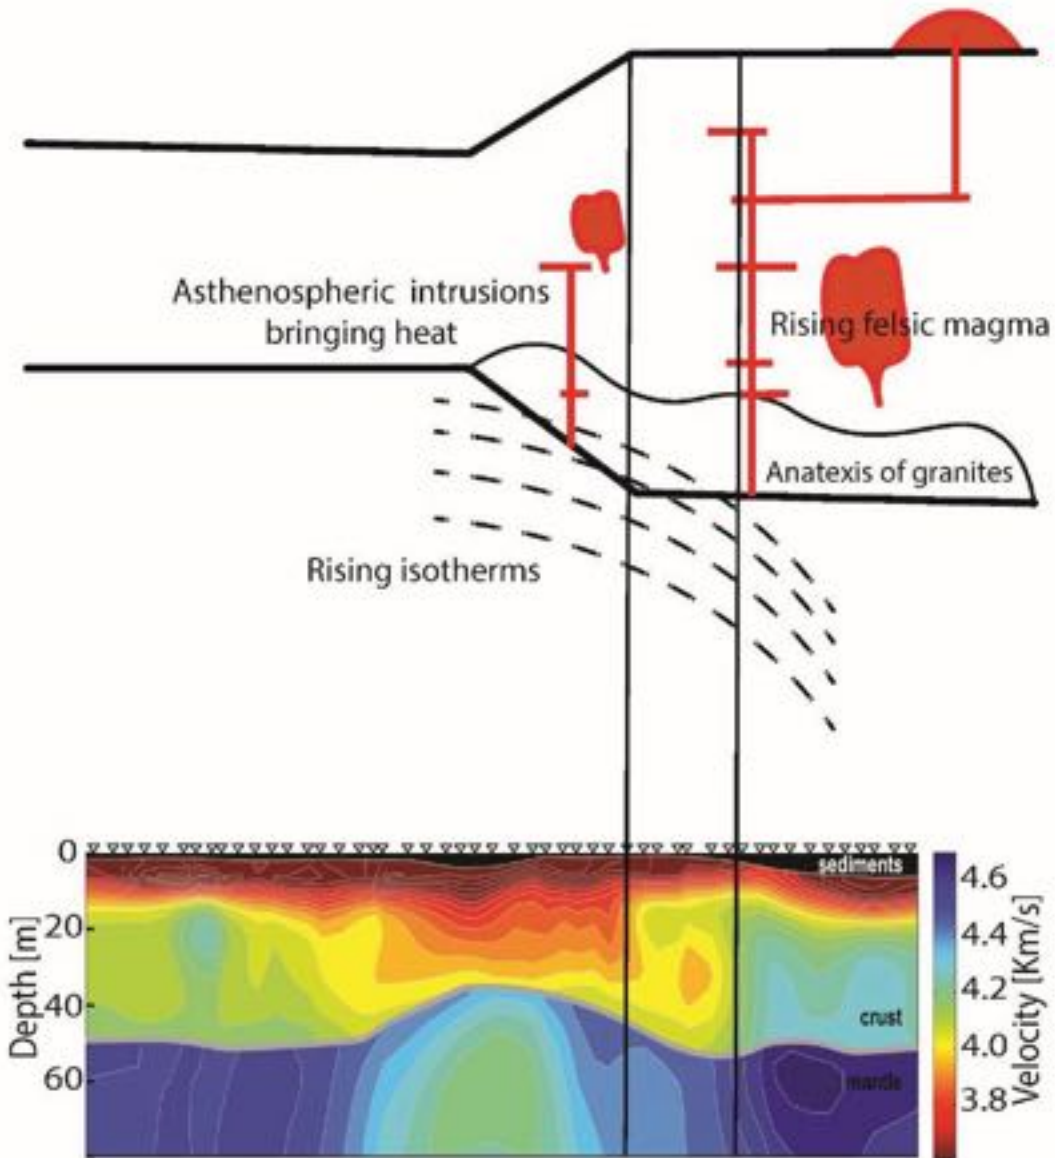 Asthenospheric intrusions
bringing heat
Rising felsic magma
Anatexis of granites
Rising isotherms
0
20
40
60
Depth [m]
sediments
crust
mantle
4.6
4.4
4.2
4.0
3.8
Velocity [Km/s]